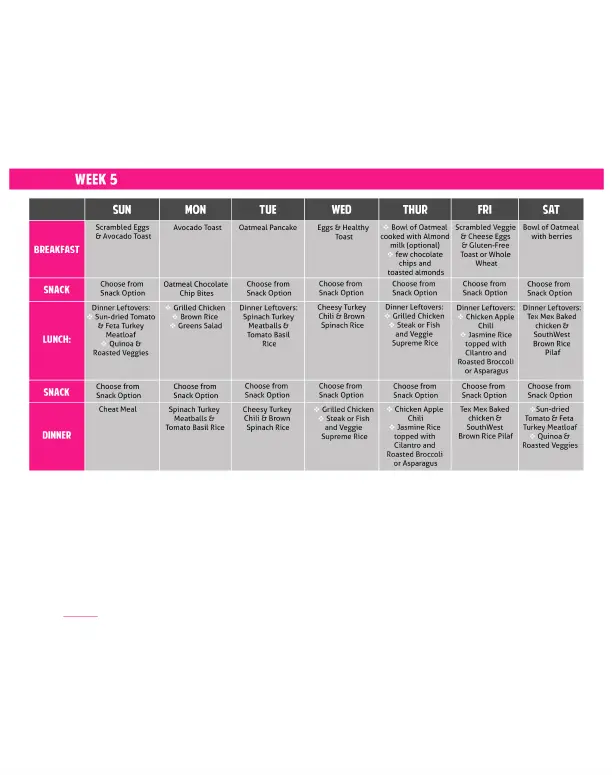 WEEK 5
SUN MON TUE WED THUR FRI SAT
BREAKFAST
Scrambled Eggs
& Avocado Toast
Avocado Toast
Oatmeal Pancake
Eggs & Healthy
Toast
Bowl of Oatmeal
cooked with Almond
milk (optional)
few chocolate
chips and
toasted almonds
Scrambled Veggie
& Cheese Eggs
& Gluten-Free
Toast or Whole
Wheat
Bowl of Oatmeal
with berries
SNACK
Choose from
Snack Option
Oatmeal Chocolate
Chip Bites
Choose from
Snack Option
Choose from
Snack Option
Choose from
Snack Option
Choose from
Snack Option
Choose from
Snack Option
LUNCH:
Dinner Leftovers:
Sun-dried Tomato
& Feta Turkey
Meatloaf
Quinoa &
Roasted Veggies
Grilled Chicken
Brown Rice
Greens Salad
Dinner Leftovers:
Spinach Turkey
Meatballs &
Tomato Basil
Rice
Cheesy Turkey
Chili & Brown
Spinach Rice
Dinner Leftovers:
Grilled Chicken
Steak or Fish
and Veggie
Supreme Rice
Dinner Leftovers:
Chicken Apple
Chili
Jasmine Rice
topped with
Cilantro and
Roasted Broccoli
or Asparagus
Dinner Leftovers:
Tex Mex Baked
chicken &
SouthWest
Brown Rice
Pilaf
SNACK
Choose from
Snack Option
Choose from
Snack Option
Choose from
Snack Option
Choose from
Snack Option
Choose from
Snack Option
Choose from
Snack Option
Choose from
Snack Option
DINNER
Cheat Meal
Spinach Turkey
Meatballs &
Tomato Basil Rice
Cheesy Turkey
Chili & Brown
Spinach Rice
Grilled Chicken
Steak or Fish
and Veggie
Supreme Rice
Chicken Apple
Chili
Jasmine Rice
topped with
Cilantro and
Roasted Broccoli
or Asparagus
Tex Mex Baked
chicken &
SouthWest
Brown Rice Pilaf
Sun-dried
Tomato & Feta
Turkey Meatloaf
Quinoa &
Roasted Veggies